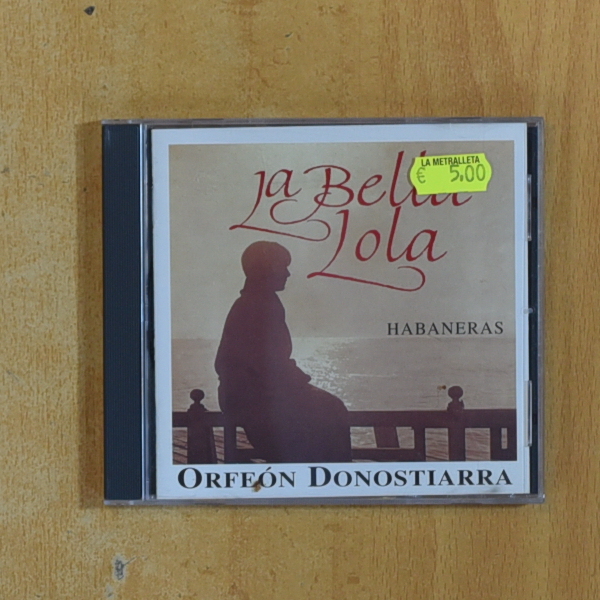 LA METRALLETA
€ 5.00
La Bella
Lola
HABANERAS
ORFEÓN DONOSTIARRA